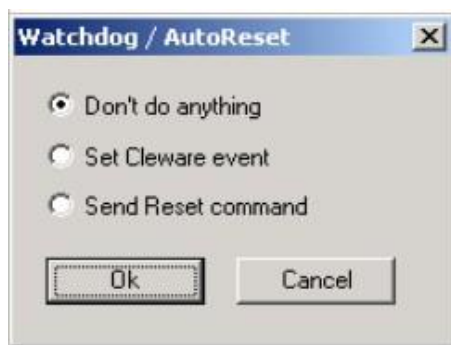 Watchdog / AutoReset
Don't do anything
Set Cleware event
Send Reset command
Ok Cancel